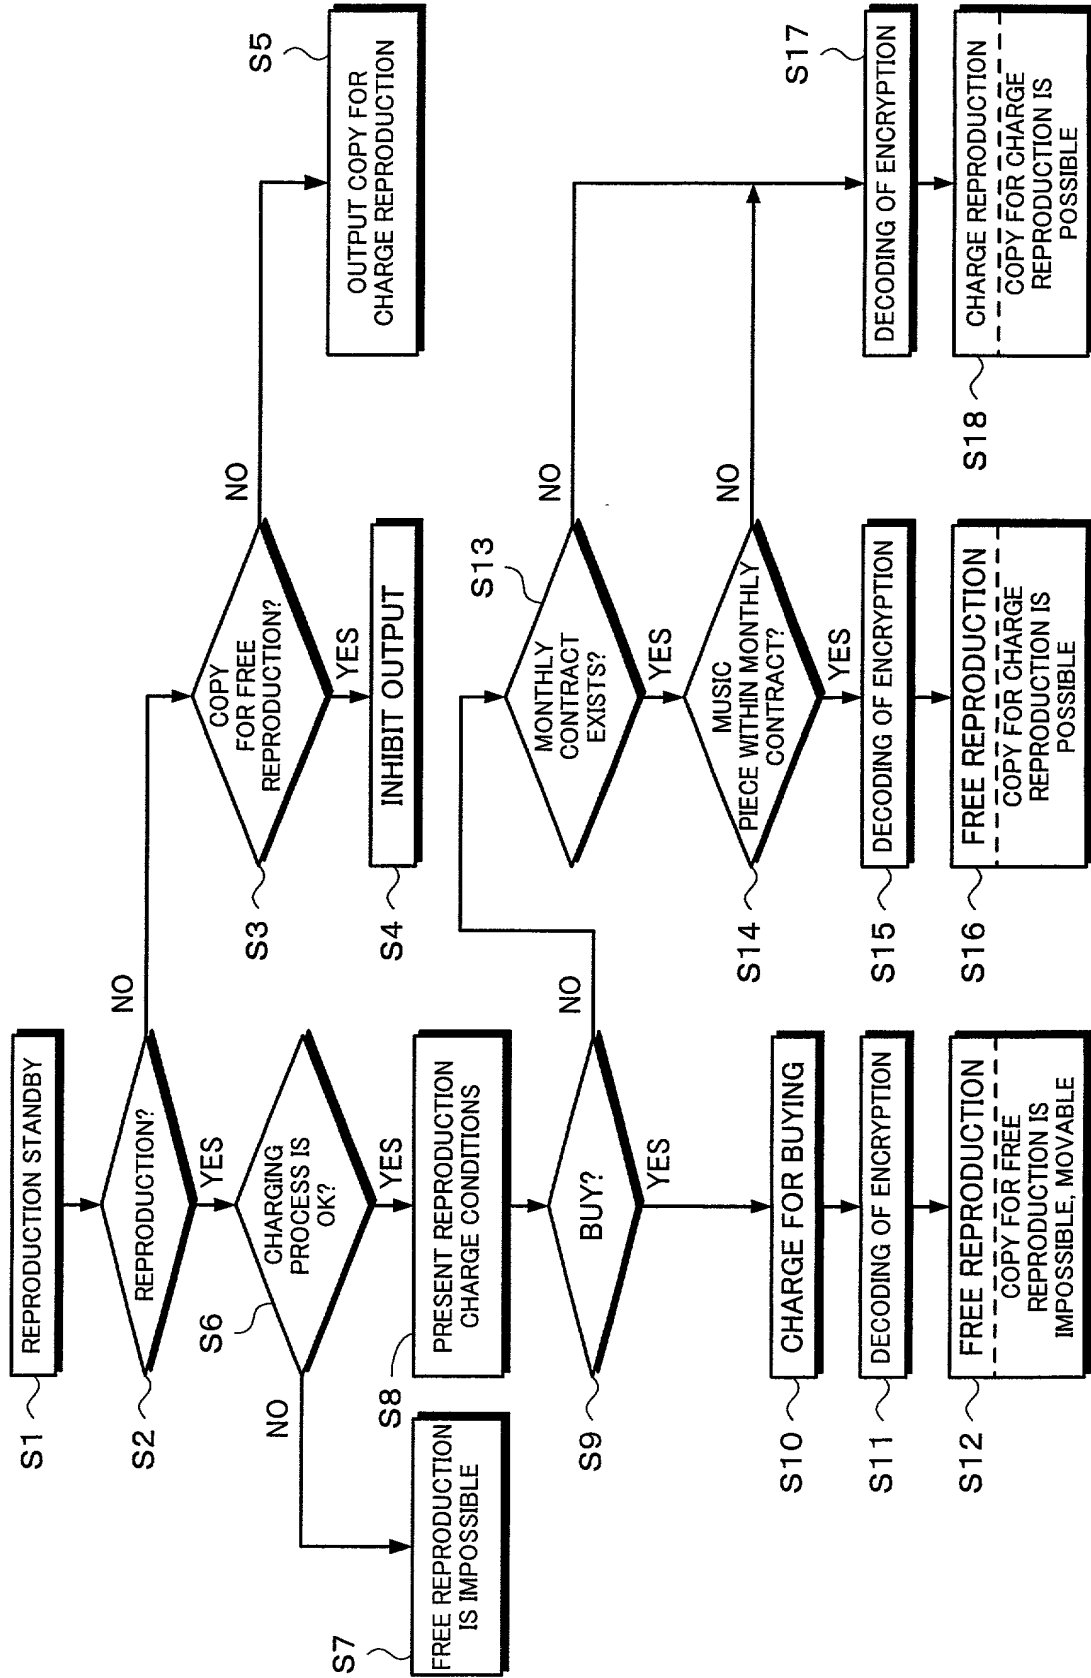 S1
REPRODUCTION STANDBY
S2
REPRODUCTION?
NO
YES
S3
COPY
FOR FREE
REPRODUCTION?
NO
YES
S4
INHIBIT OUTPUT
S5
OUTPUT COPY FOR
CHARGE REPRODUCTION
S6
CHARGING
PROCESS IS
OK?
NO
YES
S7
FREE REPRODUCTION
IS IMPOSSIBLE
S8
PRESENT REPRODUCTION
CHARGE CONDITIONS
S9
BUY?
NO
YES
S10
CHARGE FOR BUYING
S11
DECODING OF ENCRYPTION
S12
FREE REPRODUCTION
COPY FOR FREE
REPRODUCTION IS
IMPOSSIBLE, MOVABLE
S13
MONTHLY
CONTRACT
EXISTS?
NO
YES
S14
MUSIC
PIECE WITHIN MONTHLY
CONTRACT?
NO
YES
S15
DECODING OF ENCRYPTION
S16
FREE REPRODUCTION
COPY FOR CHARGE
REPRODUCTION IS
POSSIBLE
S17
DECODING OF ENCRYPTION
S18
CHARGE REPRODUCTION
COPY FOR CHARGE
REPRODUCTION IS
POSSIBLE